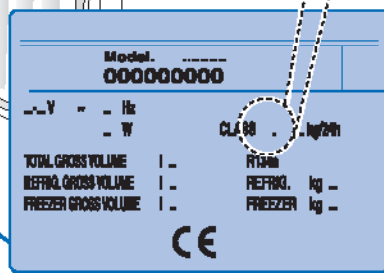 Model. ........
000000000
--.-- V ~ -- Hz
-- W CLASS . . kg/24h
TOTAL GROSS VOLUME l -- R134a
REFRIG. GROSS VOLUME l -- REFRIG. kg --
FREEZER GROSS VOLUME l -- FREEZER kg --
CE